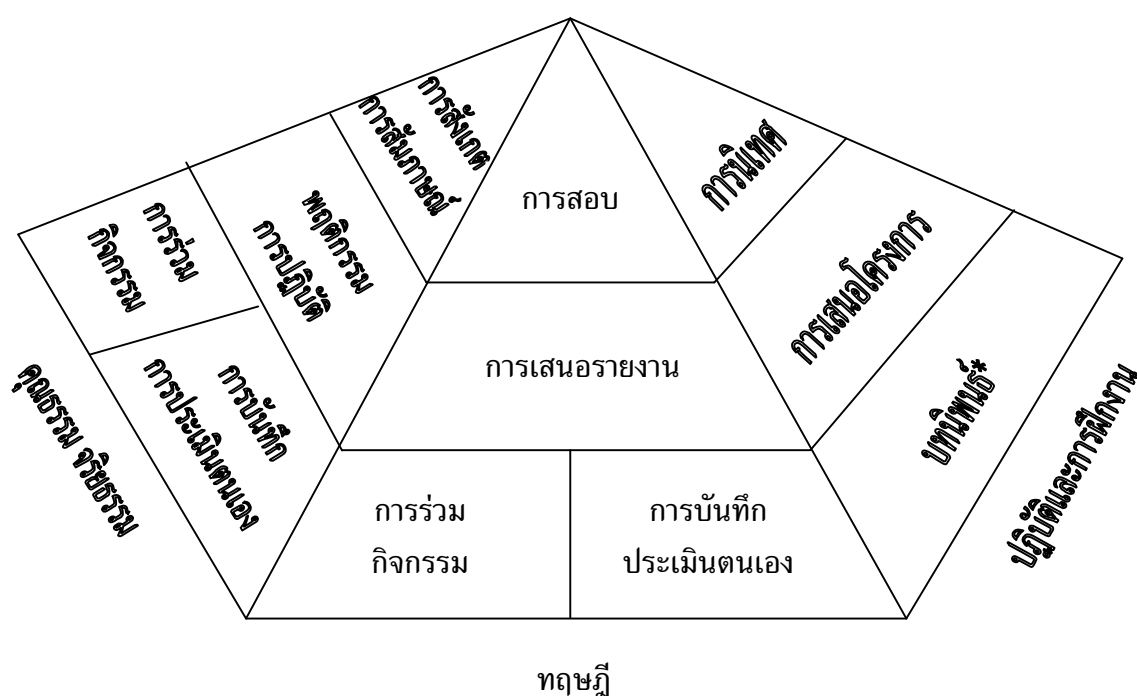 การสังเกต
การสัมภาษณ์
การร่วม
กิจกรรม
พฤติกรรม
การปฏิบัติ
การบันทึก
การประเมินตนเอง
คุณธรรม จริยธรรม
การสอบ
การเสนอรายงาน
การร่วม
กิจกรรม
การบันทึก
ประเมินตนเอง
ทฤษฎี
การนิเทศ
การเสนอโครงการ
บทนิพนธ์*
ปฏิบัติและการฝึกงาน